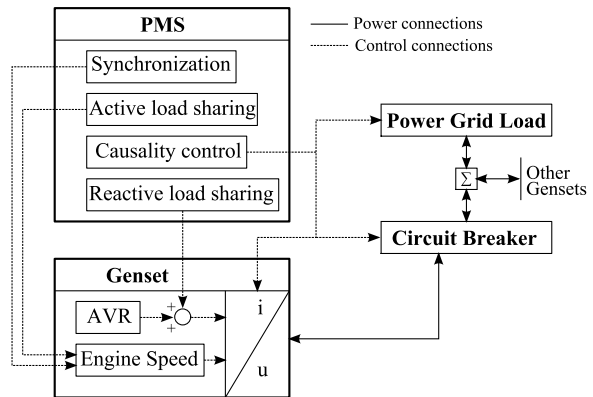 PMS
Power connections
Control connections
Synchronization
Active load sharing
Causality control
Reactive load sharing
Power Grid Load
Σ
Other
Gensets
Circuit Breaker
Genset
AVR
+
+
i
Engine Speed
u